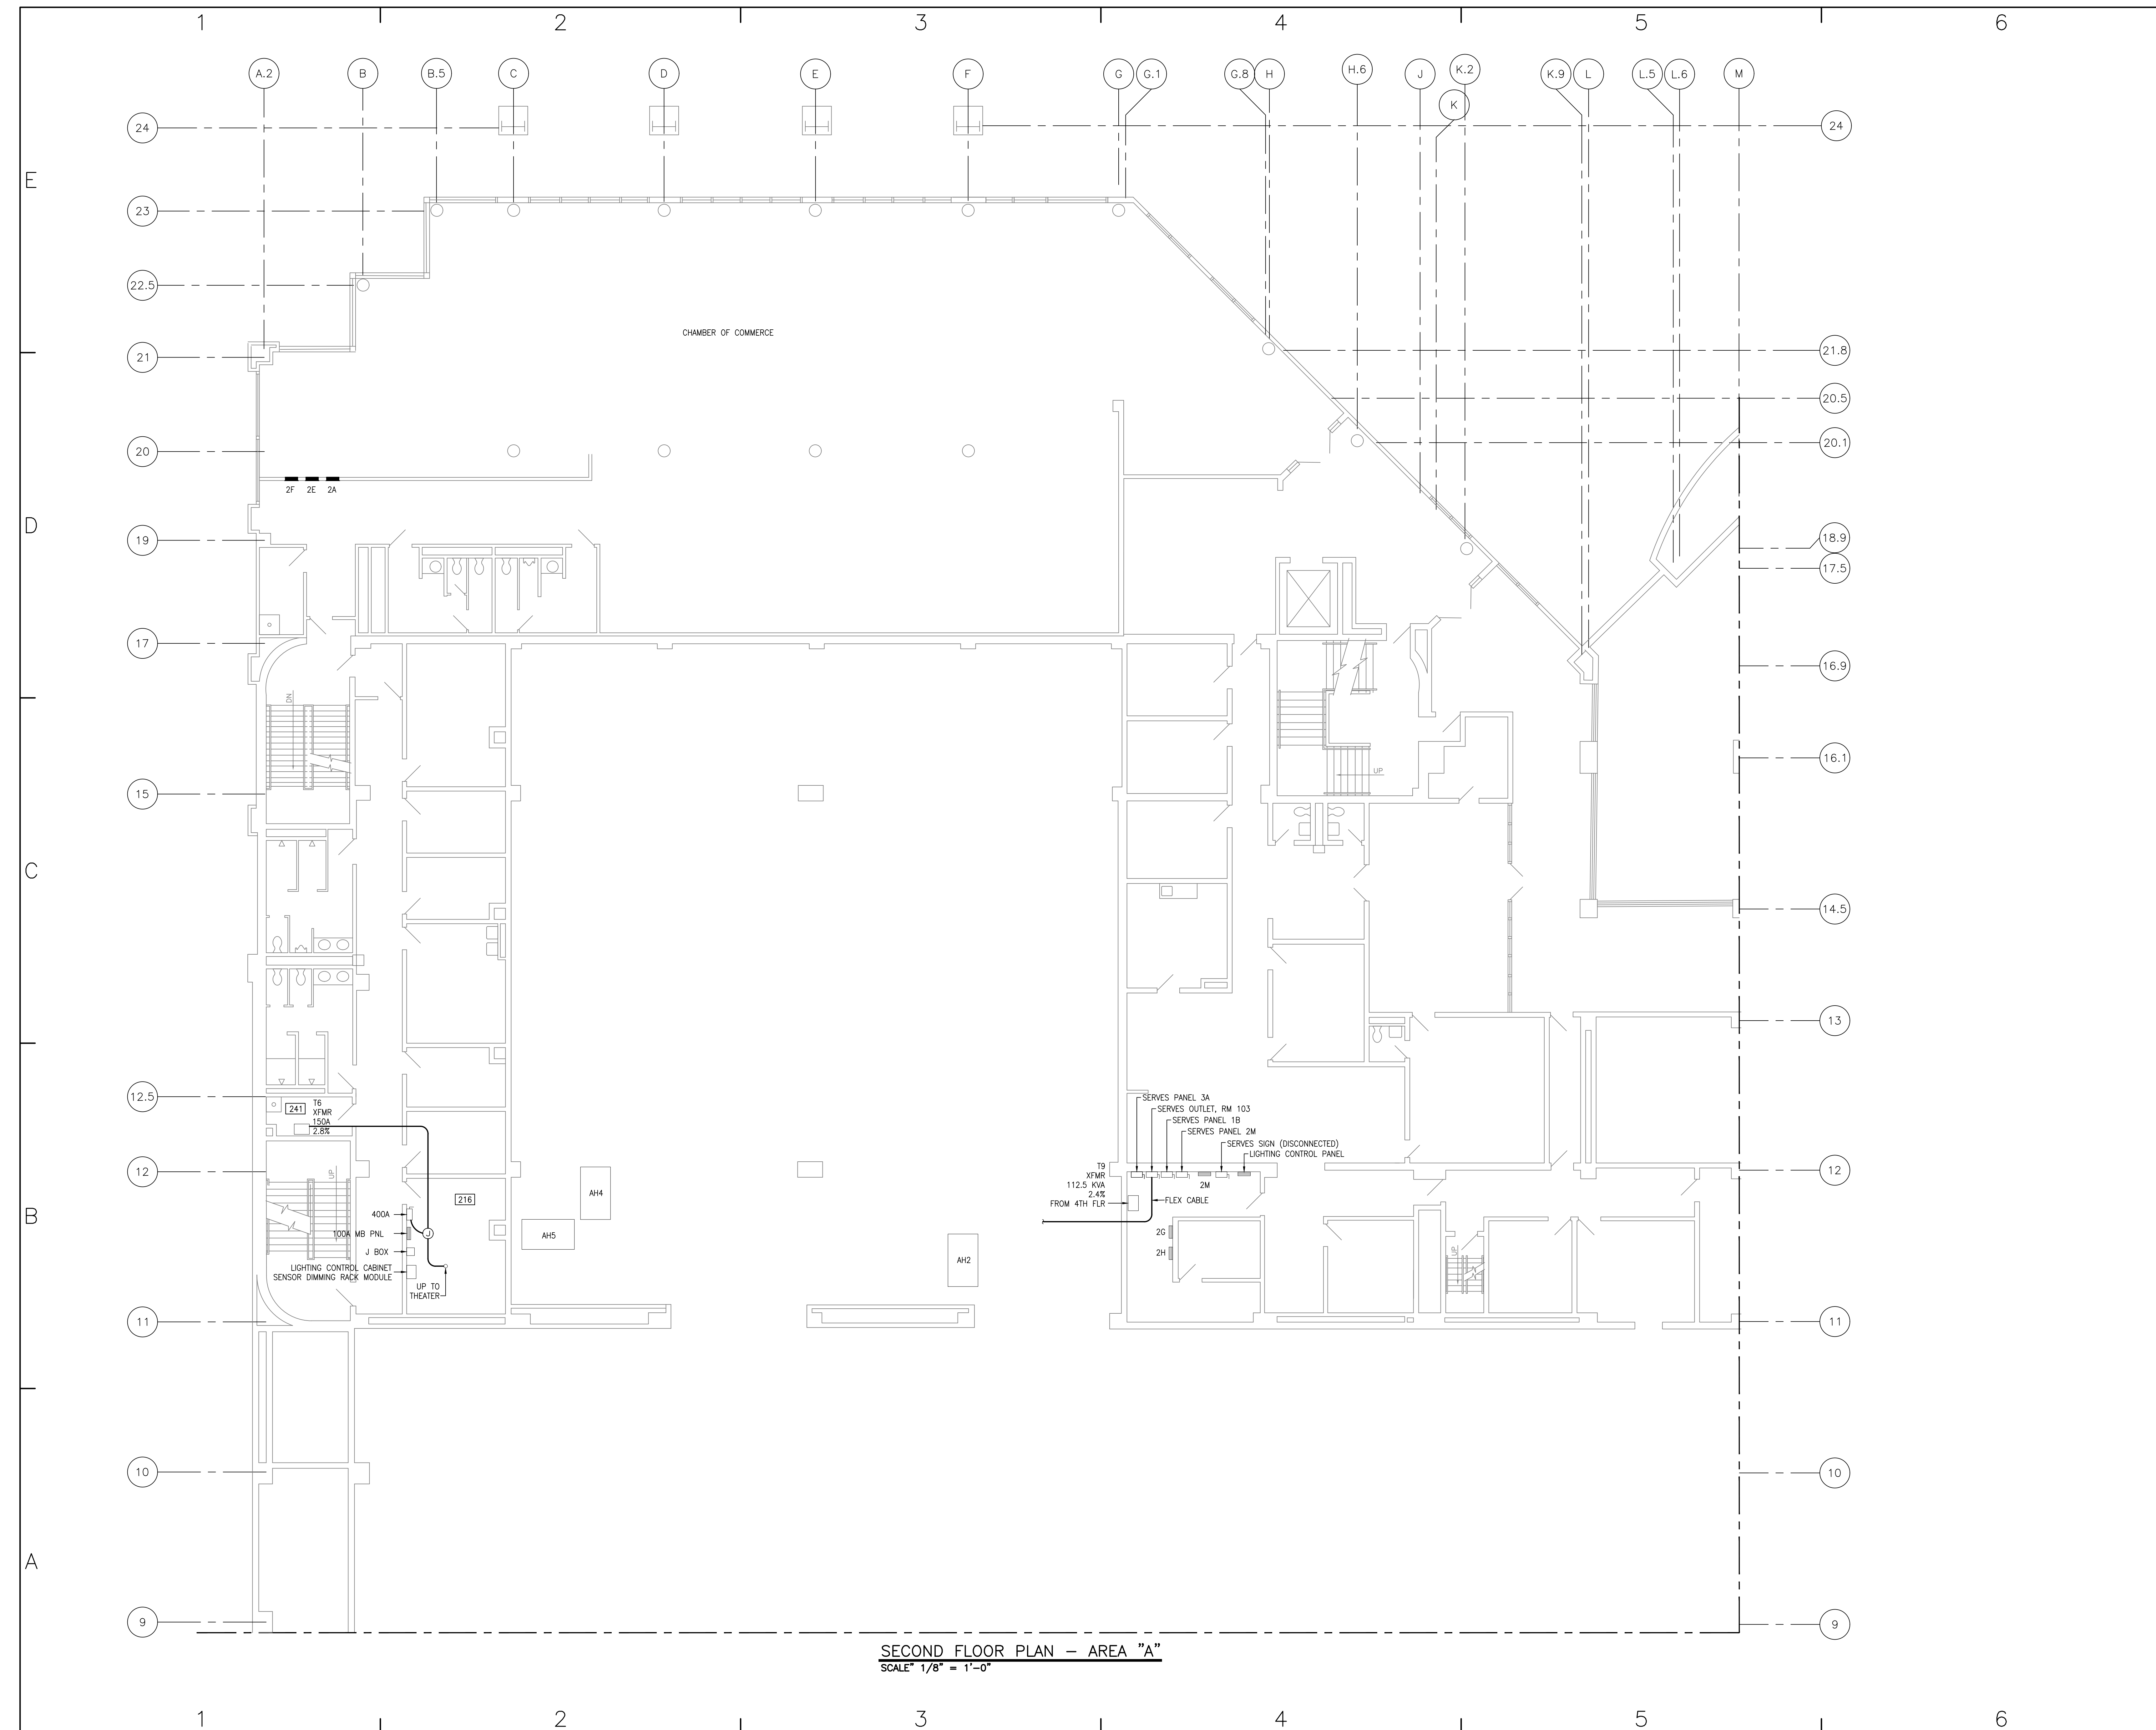 1 2 3 4 5 6
A.2 B B.5 C D E F G G.1 G.8 H H.6 J K.2 K.9 L L.5 L.6 M
K
24 24
E
23
22.5
CHAMBER OF COMMERCE
21 21.8
20.5
20 20.1
2F 2E 2A
D
19 18.9
17.5
17 16.9
DN
16.1
UP
15
C
14.5
13
12.5
241
T6
XFMR
150A
2.8%
SERVES PANEL 3A
SERVES OUTLET, RM 103
SERVES PANEL 1B
SERVES PANEL 2M
SERVES SIGN (DISCONNECTED)
LIGHTING CONTROL PANEL
12 12
UP
T9
XFMR
112.5 KVA
2.4%
FROM 4TH FLR
2M
FLEX CABLE
216
AH4
B
400A
100A MB PNL
J
J BOX
LIGHTING CONTROL CABINET
SENSOR DIMMING RACK MODULE
UP TO
THEATER
AH5
AH2
2G
2H
UP
11 11
10 10
A
9 9
SECOND FLOOR PLAN – AREA "A"
SCALE" 1/8" = 1'-0"
1 2 3 4 5 6